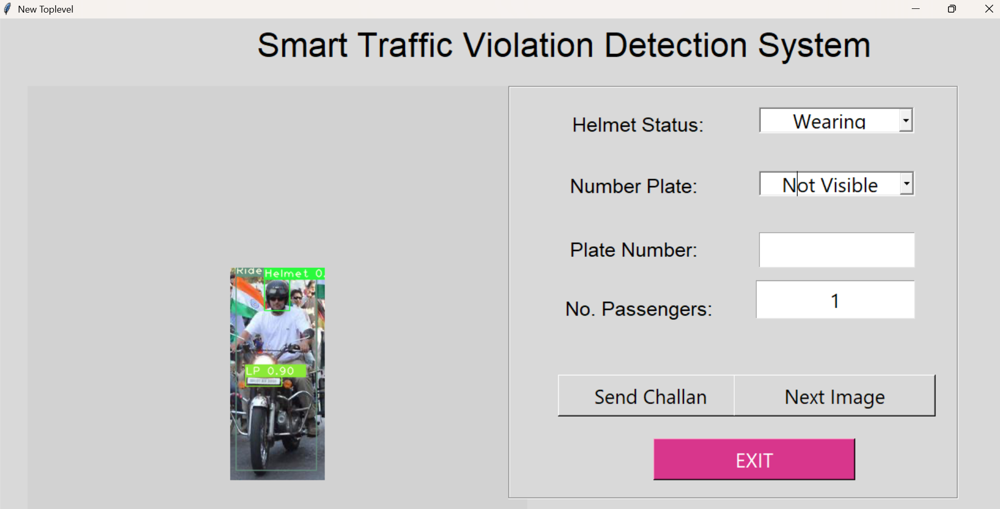 New Toplevel
Smart Traffic Violation Detection System
Helmet Status:
Wearing
Number Plate:
Not Visible
Plate Number:
No. Passengers:
1
Send Challan
Next Image
EXIT
Ride
Helmet 0.
LP 0.90